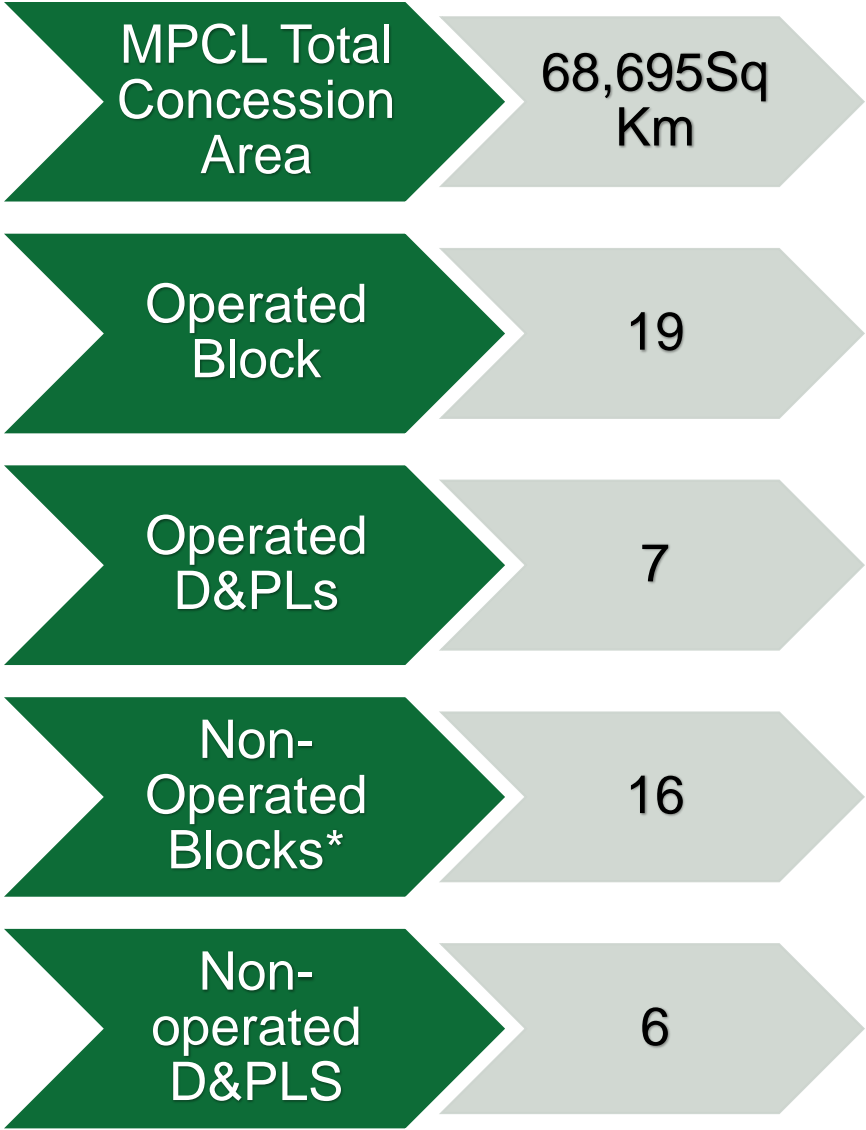 MPCL Total
Concession
Area
68,695Sq
Km
Operated
Block
19
Operated
D&PLs
7
Non-
Operated
Blocks*
16
Non-
operated
D&PLS
6